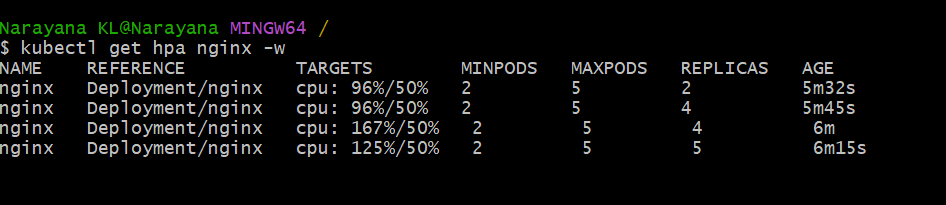 Narayana KL@Narayana MINGW64 /
$ kubectl get hpa nginx -w
NAME    REFERENCE          TARGETS        MINPODS   MAXPODS   REPLICAS   AGE
nginx   Deployment/nginx   cpu: 96%/50%   2         5         2          5m32s
nginx   Deployment/nginx   cpu: 96%/50%   2         5         4          5m45s
nginx   Deployment/nginx   cpu: 167%/50%   2         5         4          6m
nginx   Deployment/nginx   cpu: 125%/50%   2         5         5          6m15s